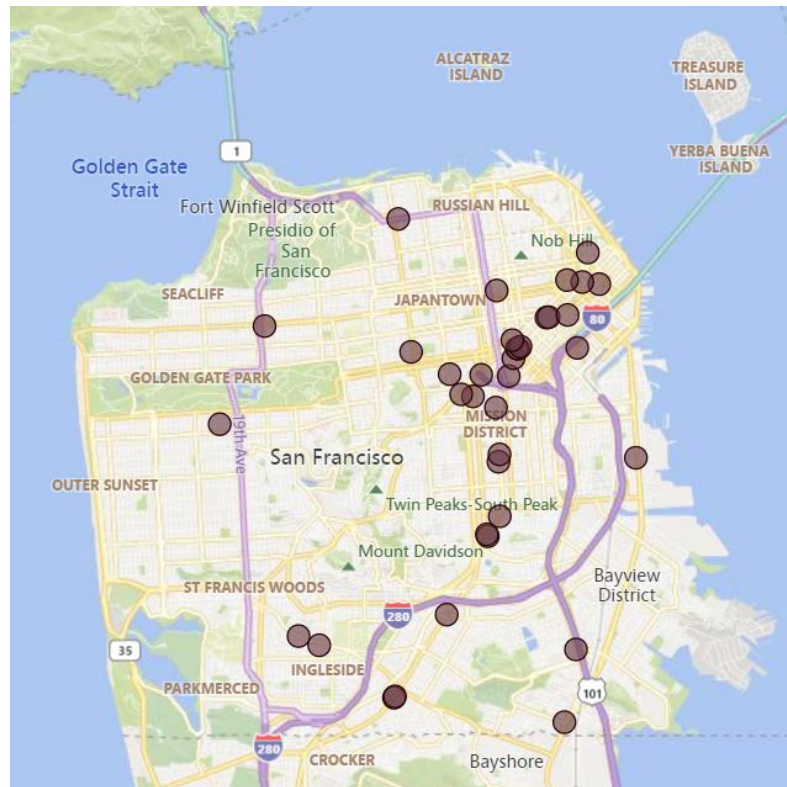 ALCATRAZ
ISLAND
TREASURE
ISLAND
1
YERBA BUENA
ISLAND
Golden Gate
Strait
Fort Winfield Scott
RUSSIAN HILL
Presidio of
San
Francisco
Nob Hill
SEACLIFF
JAPANTOWN
80
GOLDEN GATE PARK
MISSION
DISTRICT
19th Ave
San Francisco
OUTER SUNSET
Twin Peaks-South Peak
Mount Davidson
Bayview
District
ST FRANCIS WOODS
280
35
INGLESIDE
PARKMERCED
101
280
CROCKER
Bayshore